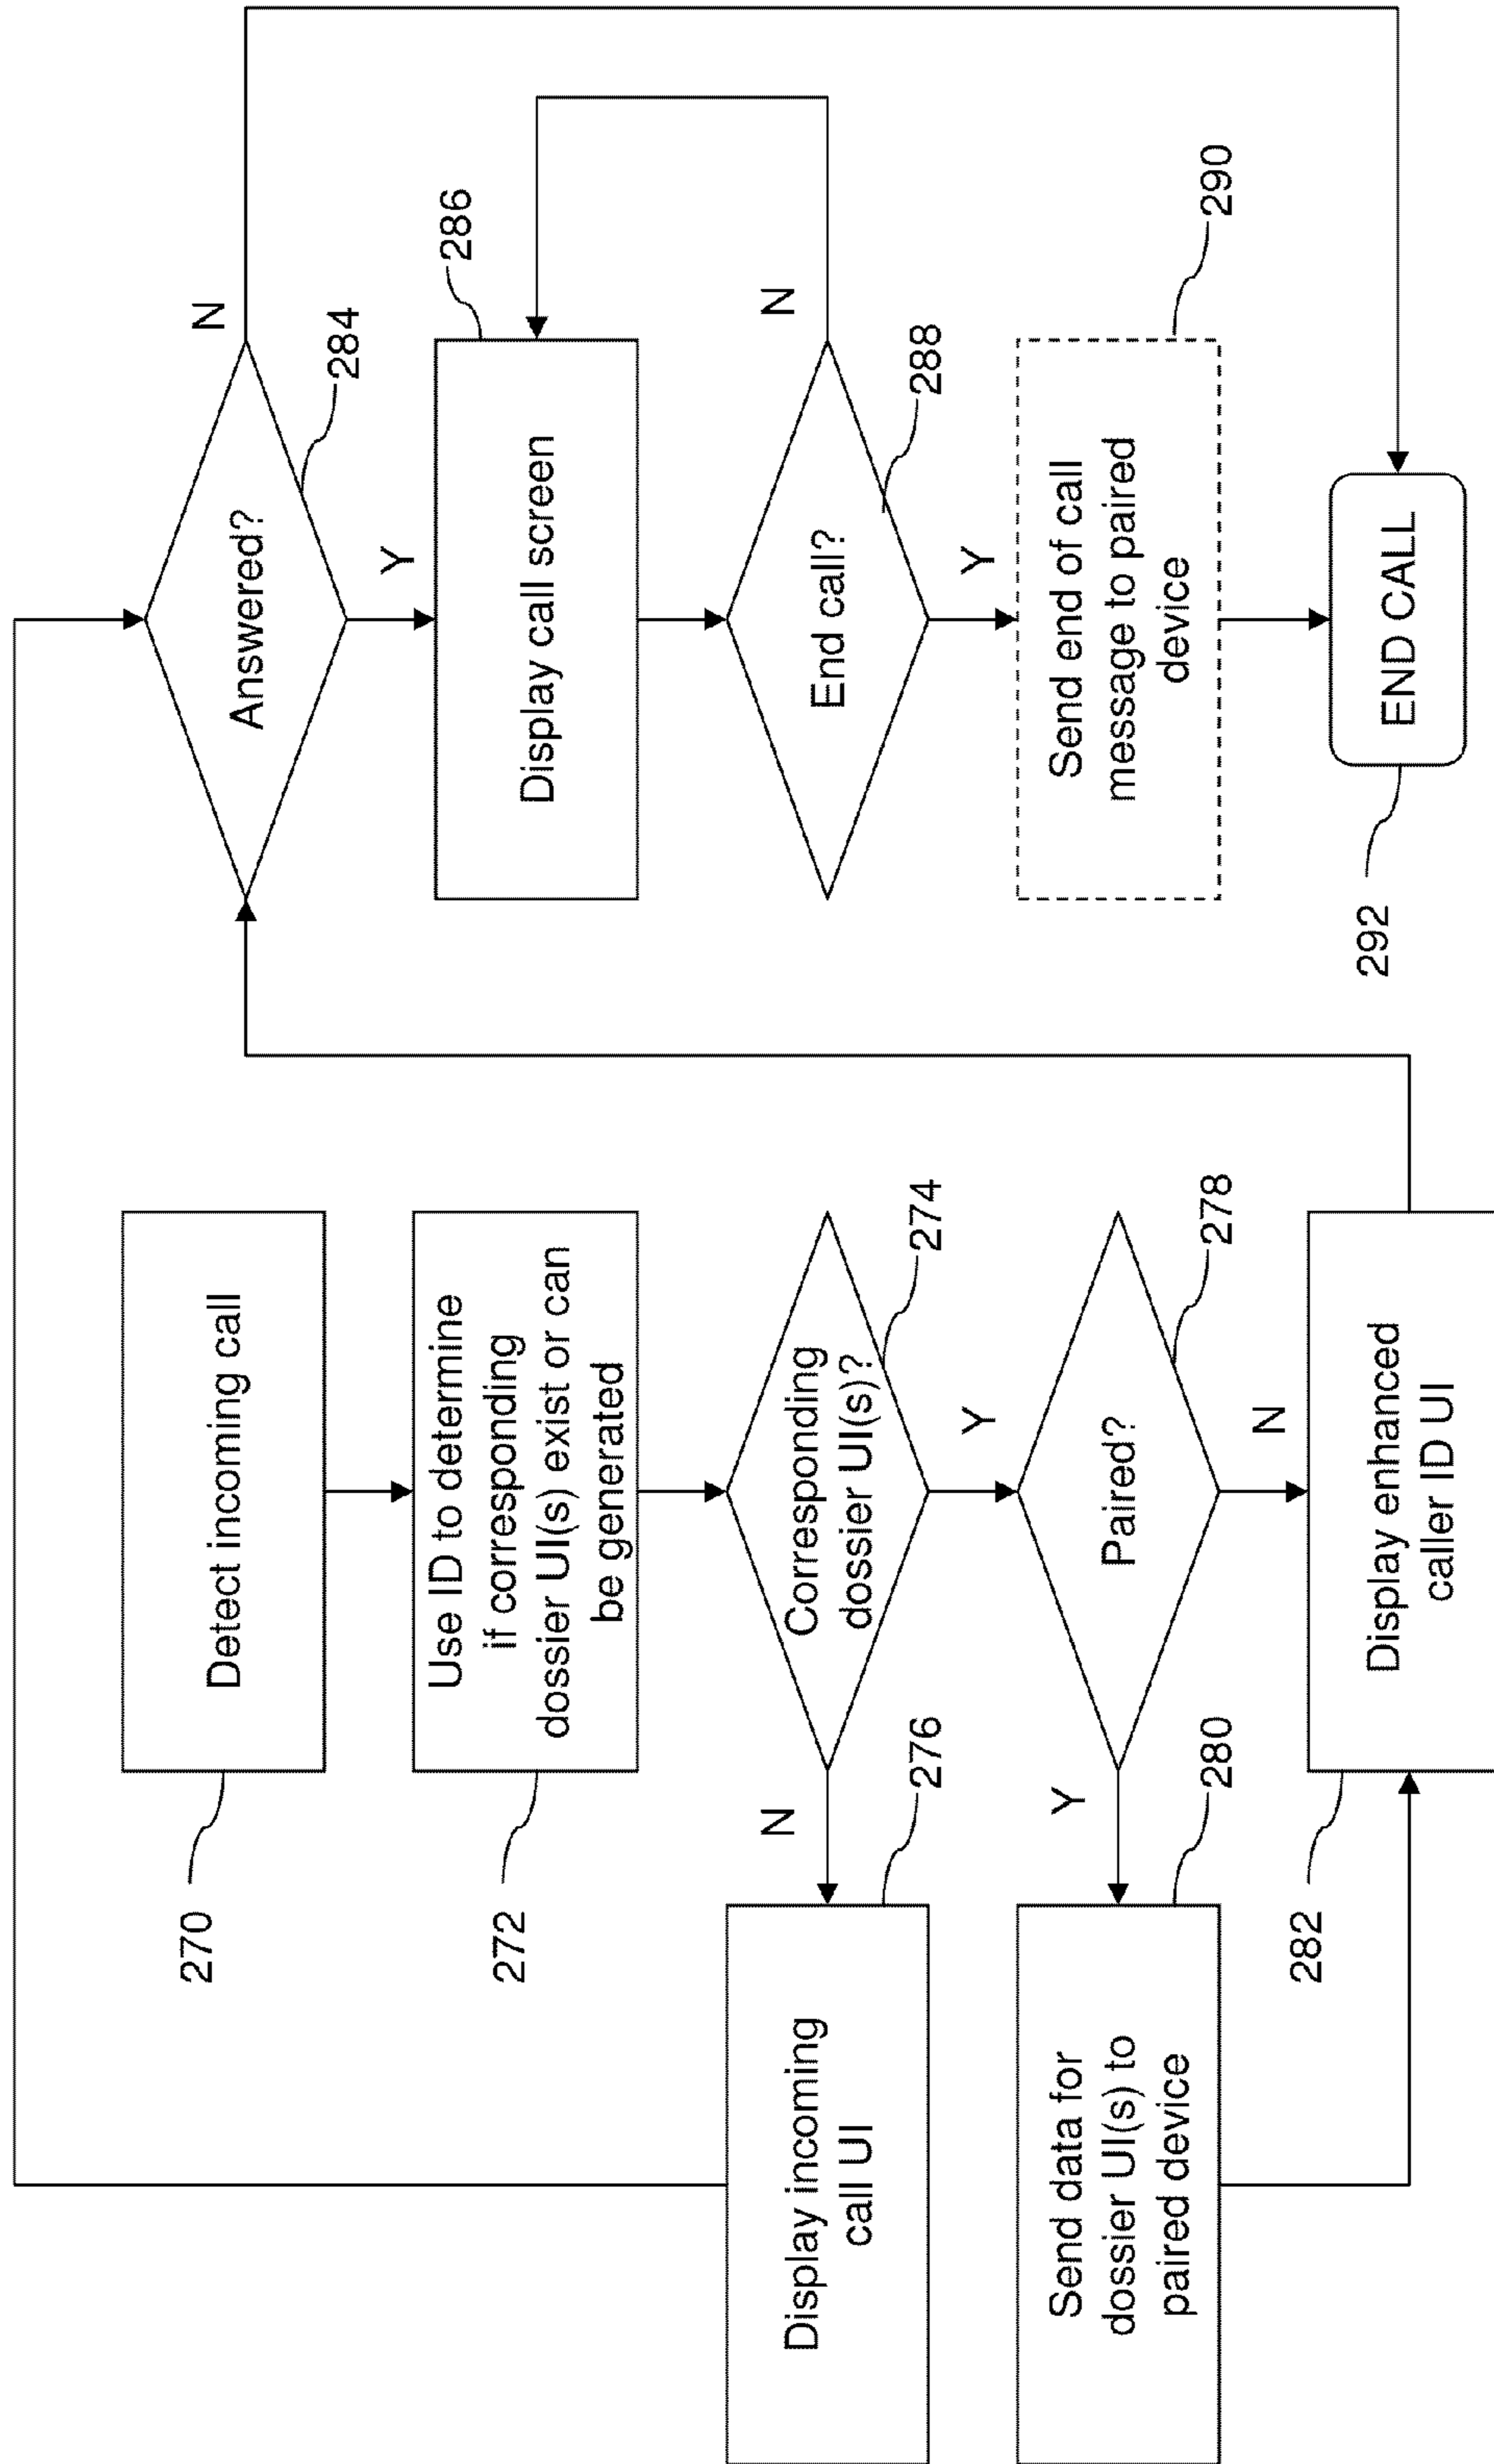 Detect incoming call
270
Use ID to determine
if corresponding
dossier UI(s) exist or can
be generated
272
Corresponding
dossier UI(s)?
274
N
Y
Display incoming
call UI
276
Paired?
278
Y
N
Send data for
dossier UI(s) to
paired device
280
Display enhanced
caller ID UI
282
Answered?
284
N
Y
Display call screen
286
End call?
288
N
Y
Send end of call
message to paired
device
290
END CALL
292